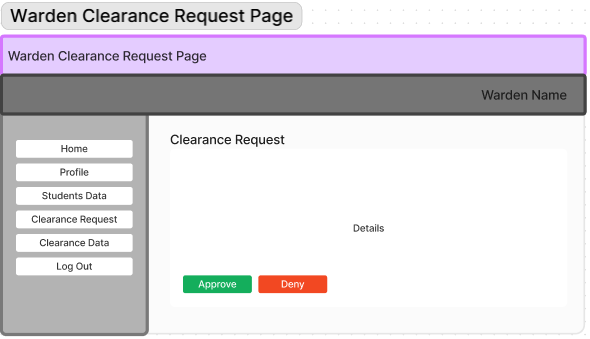 Warden Clearance Request Page
Warden Clearance Request Page
Warden Name
Home
Profile
Students Data
Clearance Request
Clearance Data
Log Out
Clearance Request
Details
Approve Deny